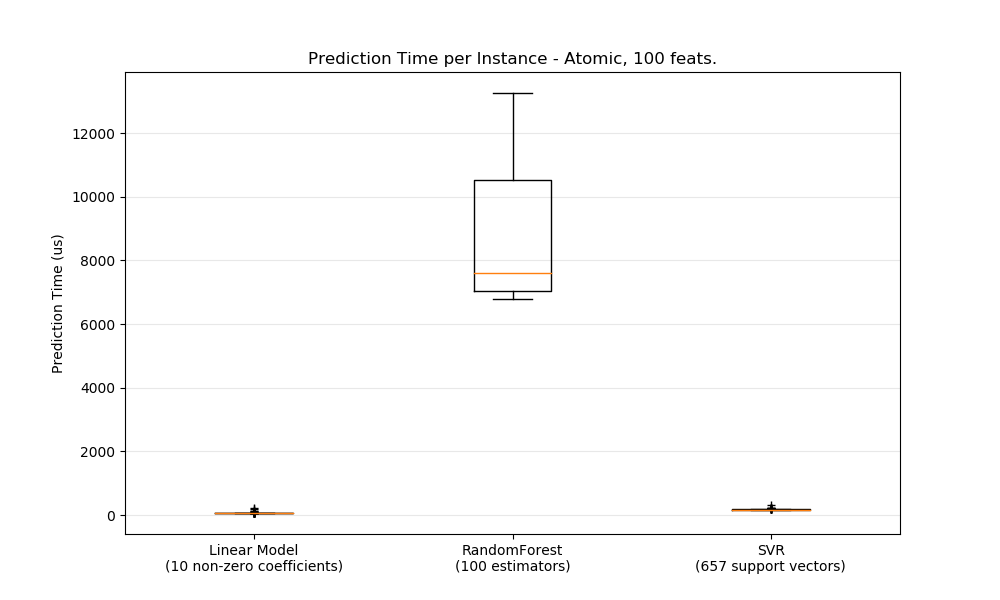 Prediction Time per Instance - Atomic, 100 feats.
Prediction Time (us)
12000
10000
8000
6000
4000
2000
0
Linear Model
(10 non-zero coefficients)
RandomForest
(100 estimators)
SVR
(657 support vectors)